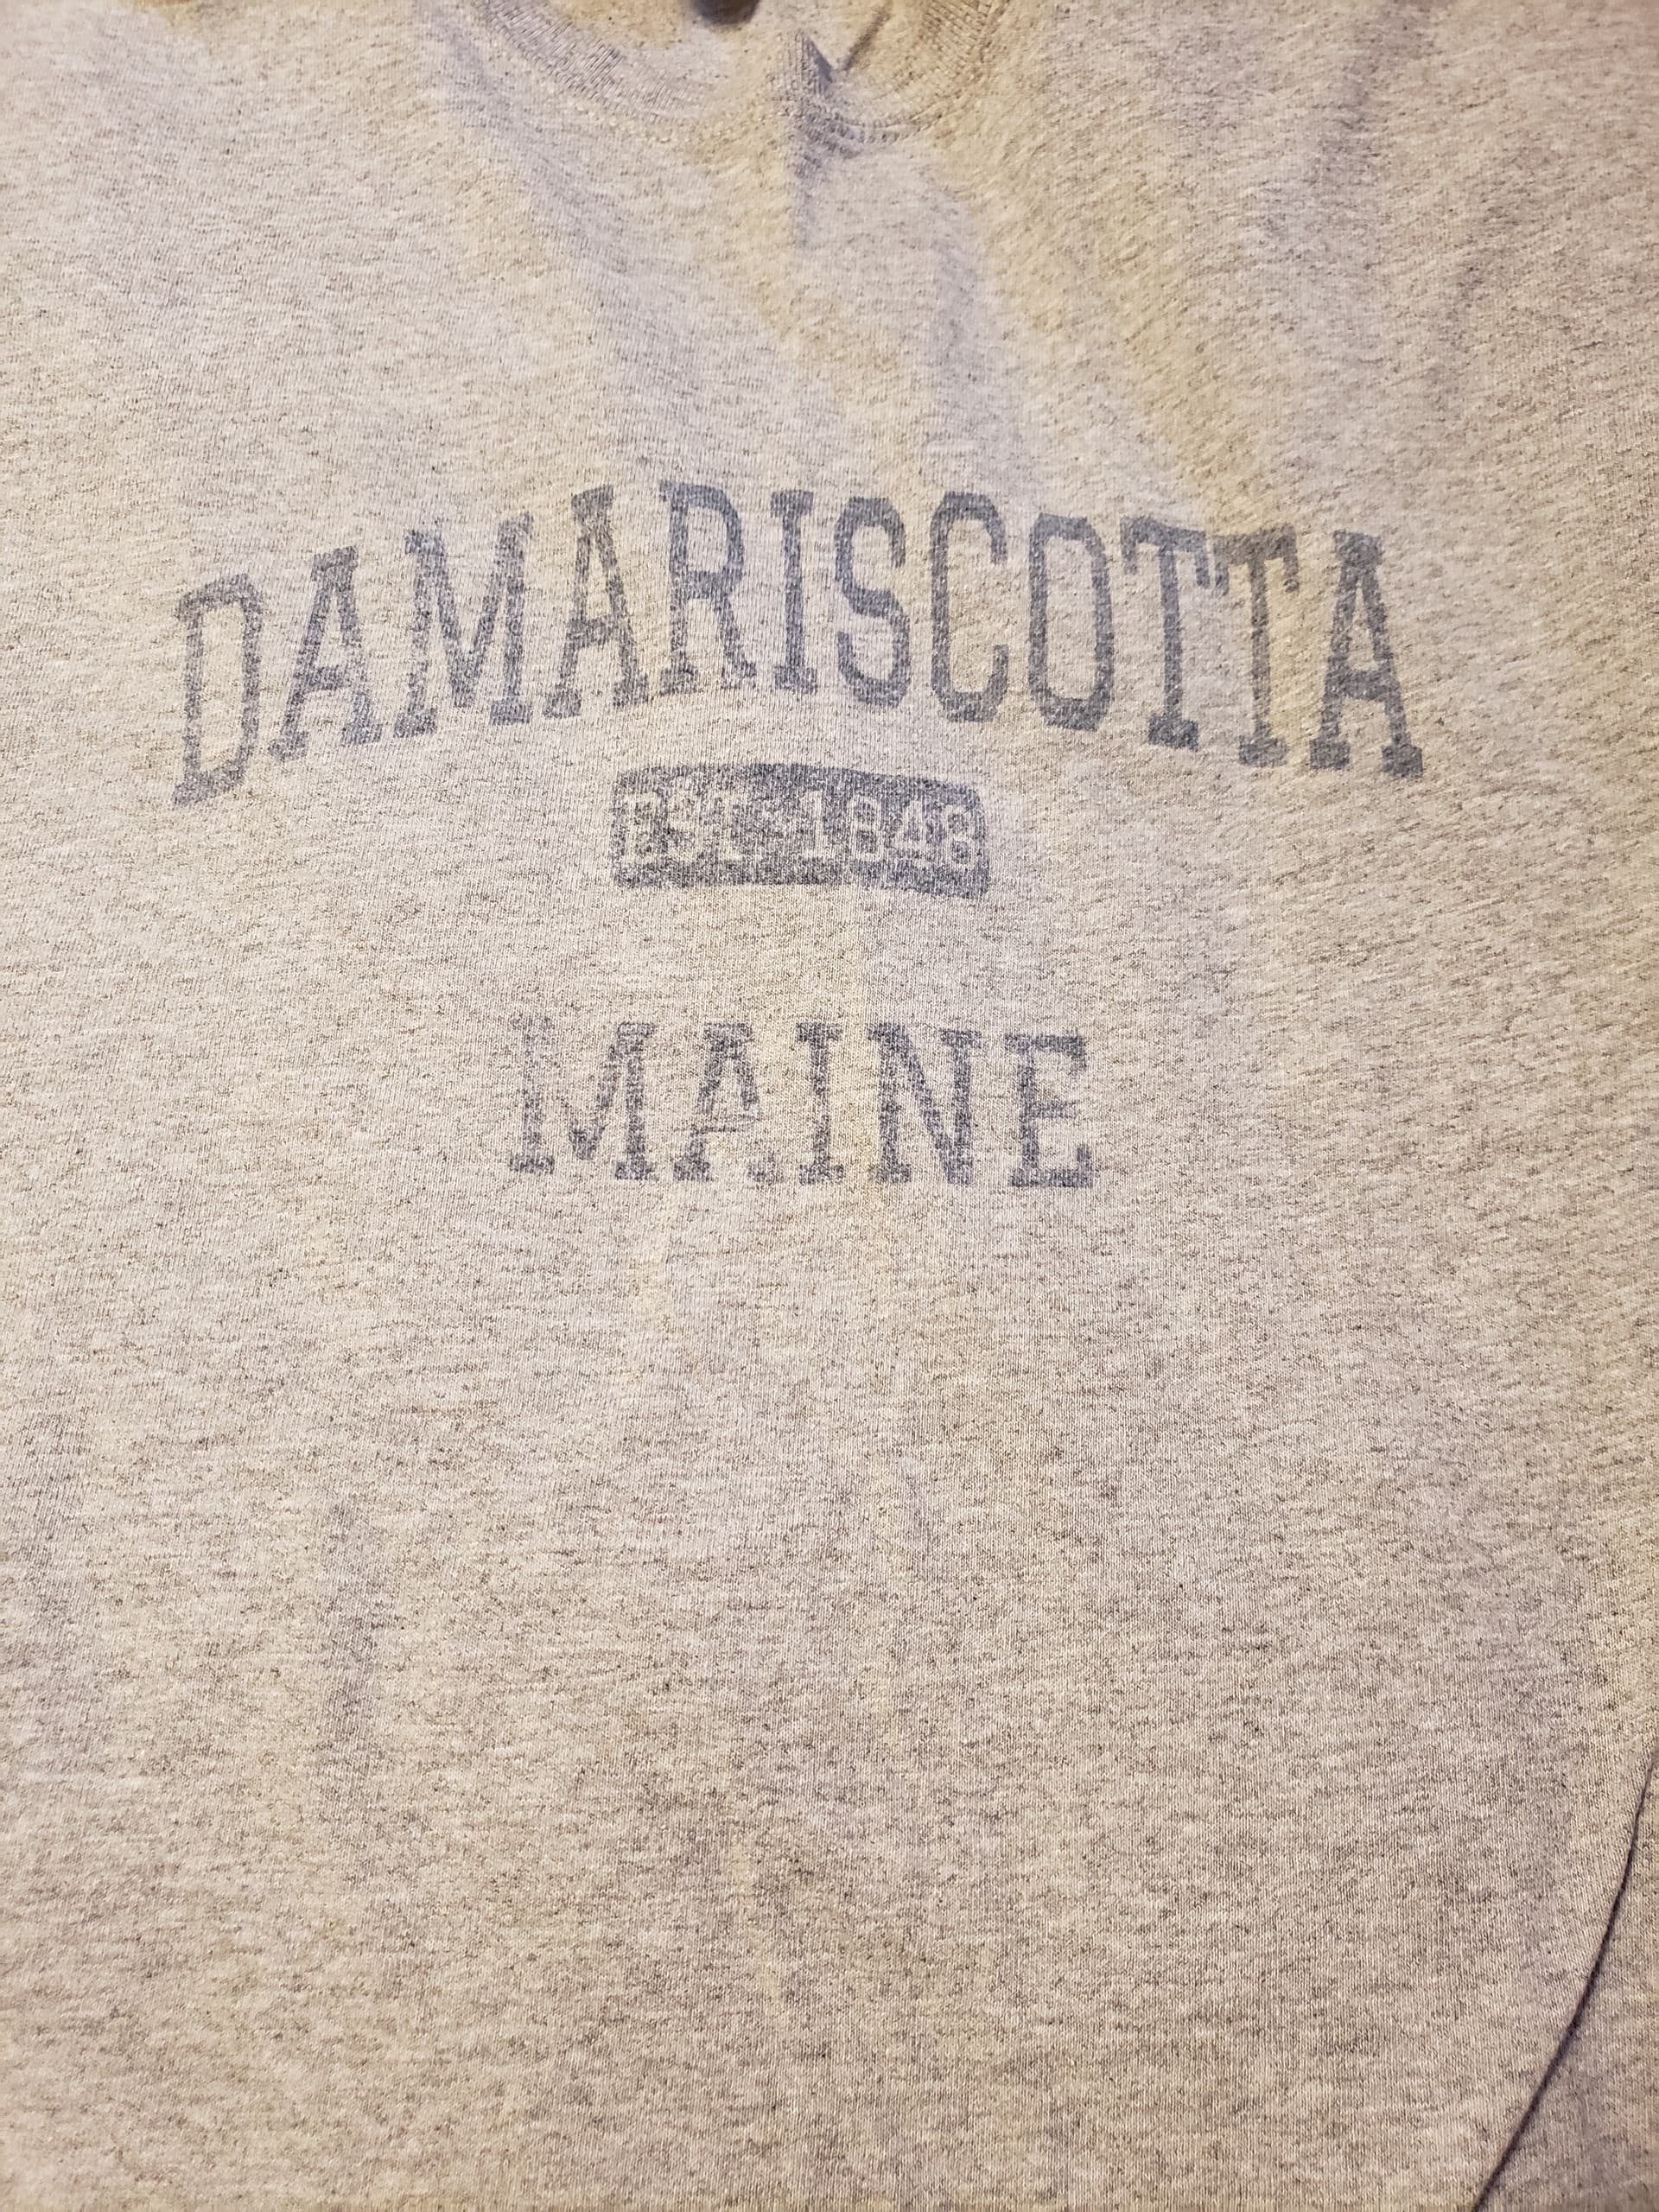 DAMARISCOTTA
EST. 1848
MAINE